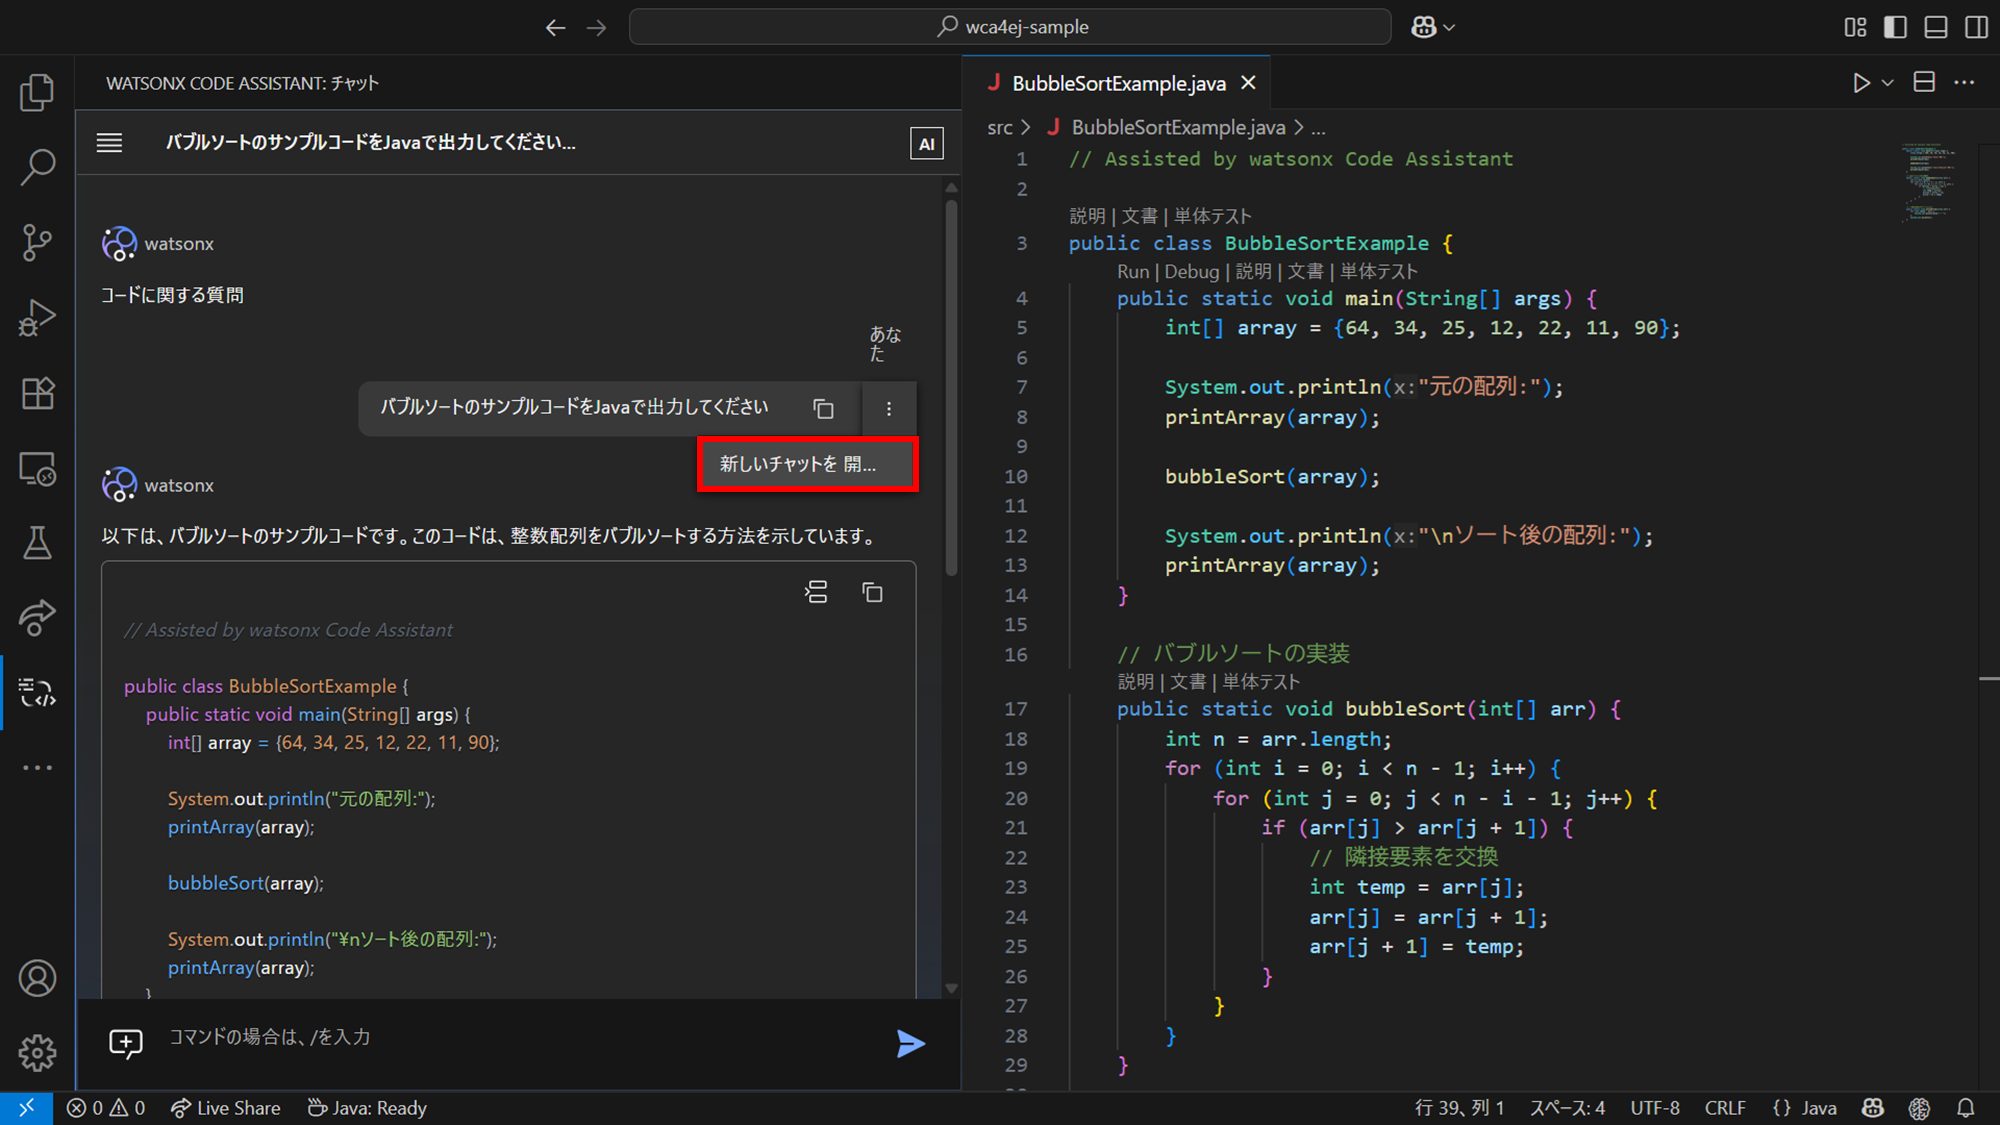 wca4ej-sample
WATSONX CODE ASSISTANT: チャット
バブルソートのサンプルコードをJavaで出力してください...
AI
watsonx
コードに関する質問
あな
た
バブルソートのサンプルコードをJavaで出力してください
新しいチャットを 開...
watsonx
以下は、バブルソートのサンプルコードです。このコードは、整数配列をバブルソートする方法を示しています。
// Assisted by watsonx Code Assistant
public class BubbleSortExample {
public static void main(String[] args) {
int[] array = {64, 34, 25, 12, 22, 11, 90};
System.out.println("元の配列:");
printArray(array);
bubbleSort(array);
System.out.println("¥nソート後の配列:");
printArray(array);
}
コマンドの場合は、/を入力
J BubbleSortExample.java
src > J BubbleSortExample.java > ...
1 // Assisted by watsonx Code Assistant
2
説明 | 文書 | 単体テスト
3 public class BubbleSortExample {
Run | Debug | 説明 | 文書 | 単体テスト
4 public static void main(String[] args) {
5 int[] array = {64, 34, 25, 12, 22, 11, 90};
6
7 System.out.println(x:"元の配列:");
8 printArray(array);
9
10 bubbleSort(array);
11
12 System.out.println(x:"\nソート後の配列:");
13 printArray(array);
14 }
15
16 // バブルソートの実装
説明 | 文書 | 単体テスト
17 public static void bubbleSort(int[] arr) {
18 int n = arr.length;
19 for (int i = 0; i < n - 1; i++) {
20 for (int j = 0; j < n - i - 1; j++) {
21 if (arr[j] > arr[j + 1]) {
22 // 隣接要素を交換
23 int temp = arr[j];
24 arr[j] = arr[j + 1];
25 arr[j + 1] = temp;
26 }
27 }
28 }
29 }
0 0 Live Share Java: Ready
行 39、列 1 スペース: 4 UTF-8 CRLF {} Java